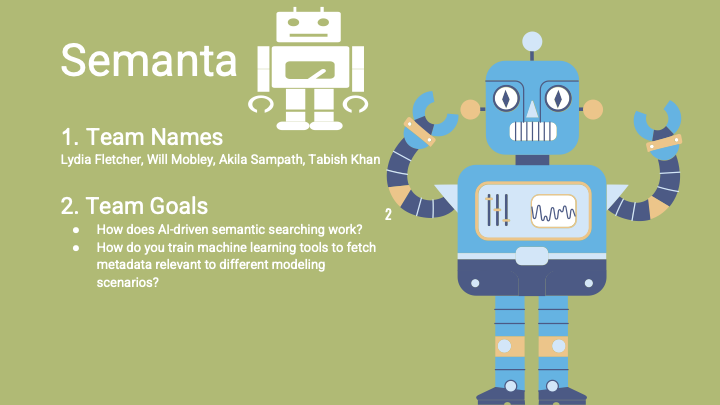 Semanta
1. Team Names
Lydia Fletcher, Will Mobley, Akila Sampath, Tabish Khan
2. Team Goals
2
● How does AI-driven semantic searching work?
● How do you train machine learning tools to fetch
metadata relevant to different modeling
scenarios?